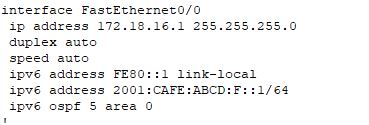 interface FastEthernet0/0
ip address 172.18.16.1 255.255.255.0
duplex auto
speed auto
ipv6 address FE80::1 link-local
ipv6 address 2001:CAFE:ABCD:F::1/64
ipv6 ospf 5 area 0
!